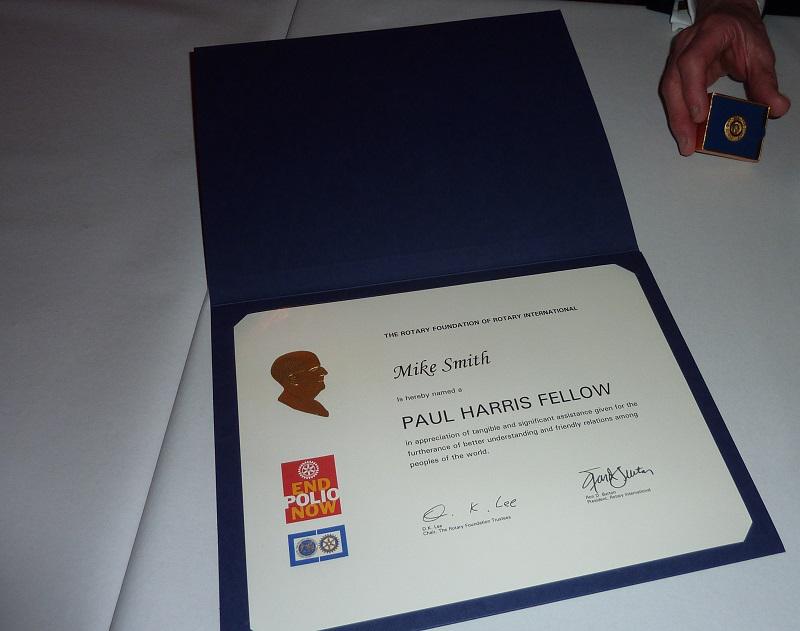 THE ROTARY FOUNDATION OF ROTARY INTERNATIONAL
Mike Smith
is hereby named a
PAUL HARRIS FELLOW
in appreciation of tangible and significant assistance given for the
furtherance of better understanding and friendly relations among
peoples of the world.
END
POLIO
NOW
D. K. Lee
D.K. Lee
Chair, The Rotary Foundation Trustees
Ron D. Burton
President, Rotary International